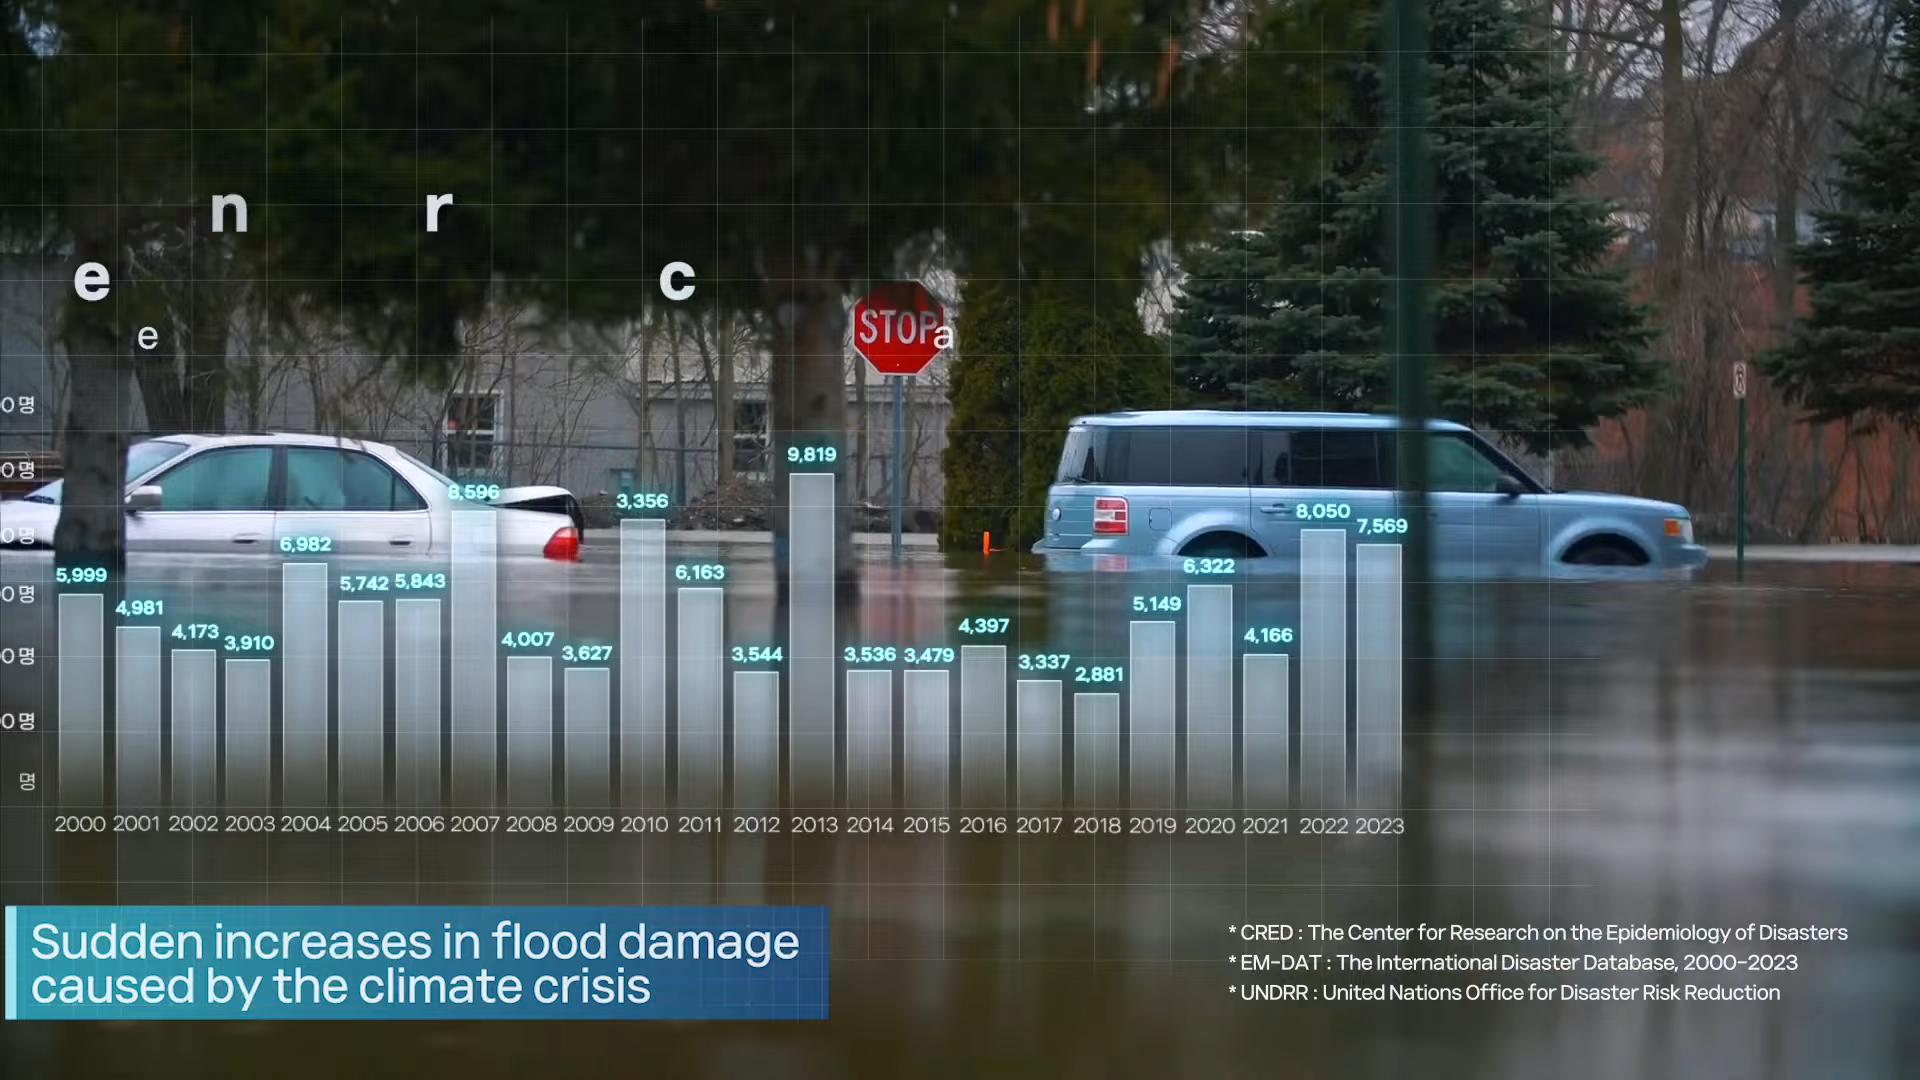 n r
e c
e a
STOP
0명
0명
0명
0명
0명
0명
명
5,999 4,981 4,173 3,910 6,982 5,742 5,843 8,596 4,007 3,627 3,356 6,163 3,544 9,819 3,536 3,479 4,397 3,337 2,881 5,149 6,322 4,166 8,050 7,569
2000 2001 2002 2003 2004 2005 2006 2007 2008 2009 2010 2011 2012 2013 2014 2015 2016 2017 2018 2019 2020 2021 2022 2023
Sudden increases in flood damage
caused by the climate crisis
* CRED : The Center for Research on the Epidemiology of Disasters
* EM-DAT : The International Disaster Database, 2000-2023
* UNDRR : United Nations Office for Disaster Risk Reduction